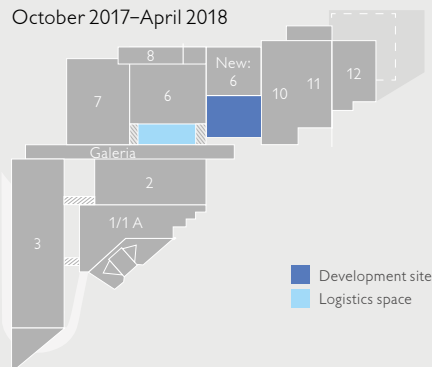 October 2017–April 2018
8
New:
6
12
7
6
11
10
Galeria
2
1/1 A
3
Development site
Logistics space